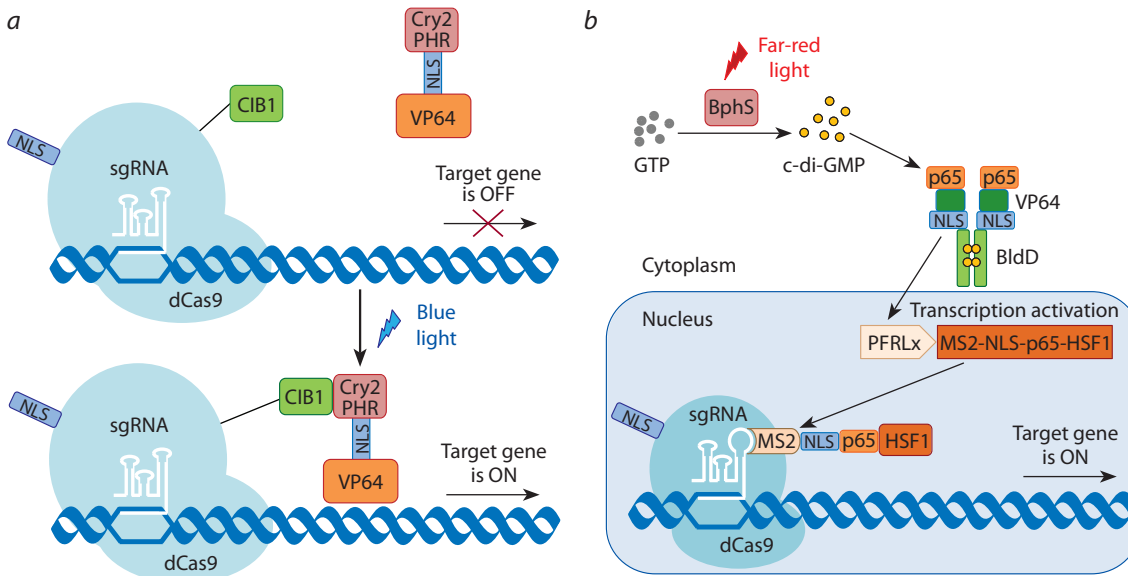 a
Cry2
PHR
NLS
VP64
CIB1
NLS
sgRNA
Target gene
is OFF
dCas9
Blue
light
CIB1
Cry2
PHR
NLS
VP64
NLS
sgRNA
Target gene
is ON
dCas9
b
Far-red
light
BphS
GTP
c-di-GMP
p65
p65
VP64
NLS
NLS
BldD
Cytoplasm
Nucleus
Transcription activation
PFRLx
MS2-NLS-p65-HSF1
NLS
sgRNA
MS2
NLS
p65
HSF1
Target gene
is ON
dCas9